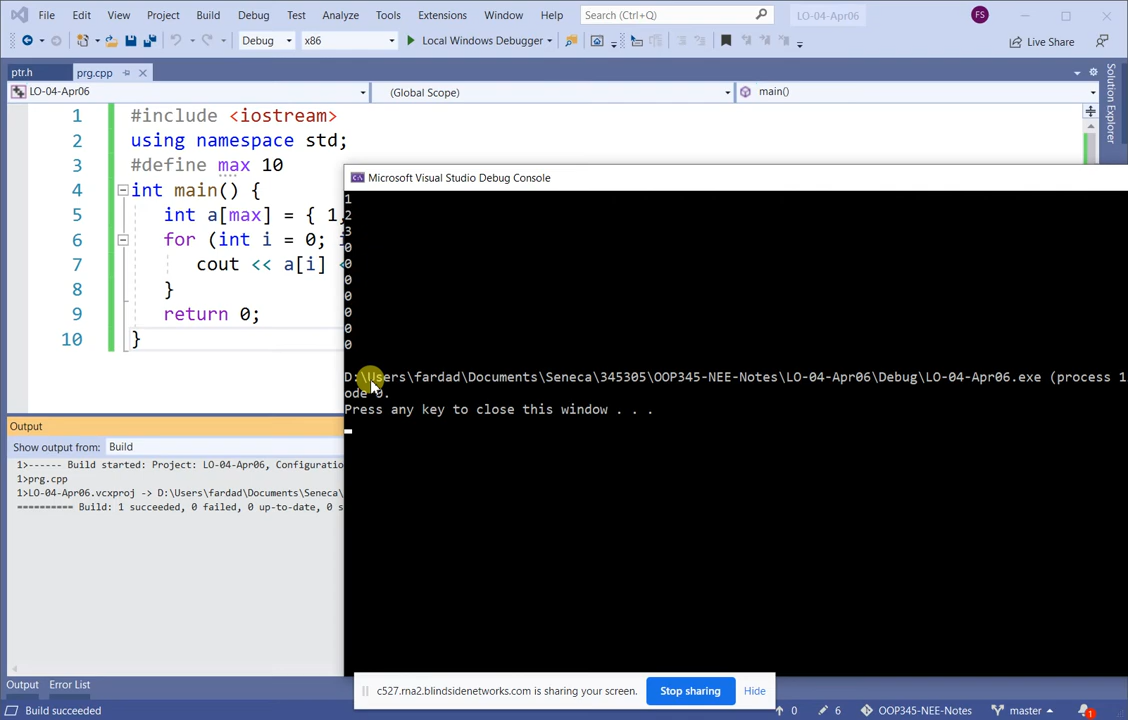 File Edit View Project Build Debug Test Analyze Tools Extensions Window Help Search (Ctrl+Q) LO-04-Apr06 FS
Debug x86 Local Windows Debugger Live Share
ptr.h prg.cpp
LO-04-Apr06 (Global Scope) main()
Solution Explorer
1 #include <iostream>
2 using namespace std;
3 #define max 10
4 int main() {
5 int a[max] = { 1,
6 for (int i = 0; i
7 cout << a[i] <
8 }
9 return 0;
10 }
Microsoft Visual Studio Debug Console
1
2
3
0
0
0
0
0
0
0
D:\Users\fardad\Documents\Seneca\345305\OOP345-NEE-Notes\LO-04-Apr06\Debug\LO-04-Apr06.exe (process 1
ode 0.
Press any key to close this window . . .
Output
Show output from: Build
1>------ Build started: Project: LO-04-Apr06, Configuratio
1>prg.cpp
1>LO-04-Apr06.vcxproj -> D:\Users\fardad\Documents\Seneca\
========== Build: 1 succeeded, 0 failed, 0 up-to-date, 0 s
Output Error List
c527.rna2.blindsidenetworks.com is sharing your screen. Stop sharing Hide
Build succeeded 0 6 OOP345-NEE-Notes master 1